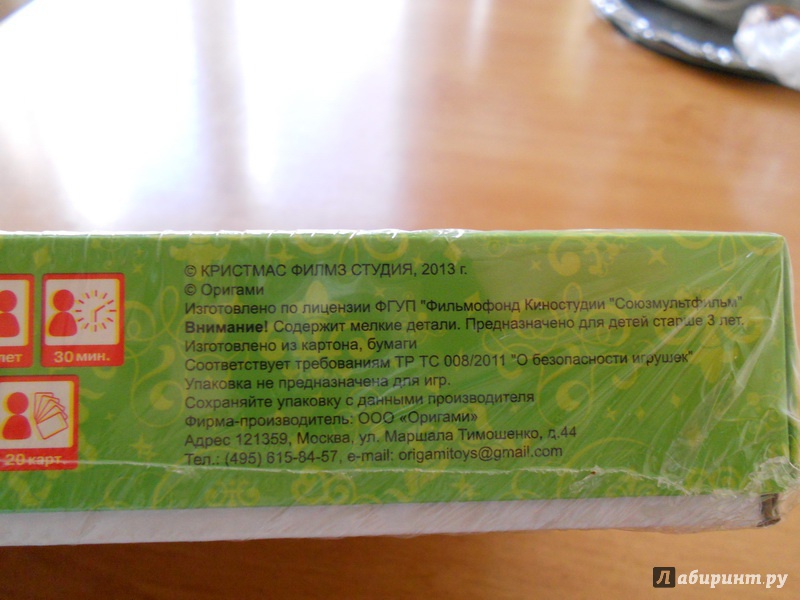 © КРИСТМАС ФИЛМЗ СТУДИЯ, 2013 г.
© Оригами
Изготовлено по лицензии ФГУП "Фильмофонд Киностудии "Союзмультфильм"
Внимание! Содержит мелкие детали. Предназначено для детей старше 3 лет.
Изготовлено из картона, бумаги
Соответствует требованиям ТР ТС 008/2011 "О безопасности игрушек"
Упаковка не предназначена для игр.
Сохраняйте упаковку с данными производителя
Фирма-производитель: ООО «Оригами»
Адрес 121359, Москва, ул. Маршала Тимошенко, д.44
Тел.: (495) 615-84-57, e-mail: origamitoys@gmail.com
лет
30 мин.
20 карт.
Лабиринт.ру